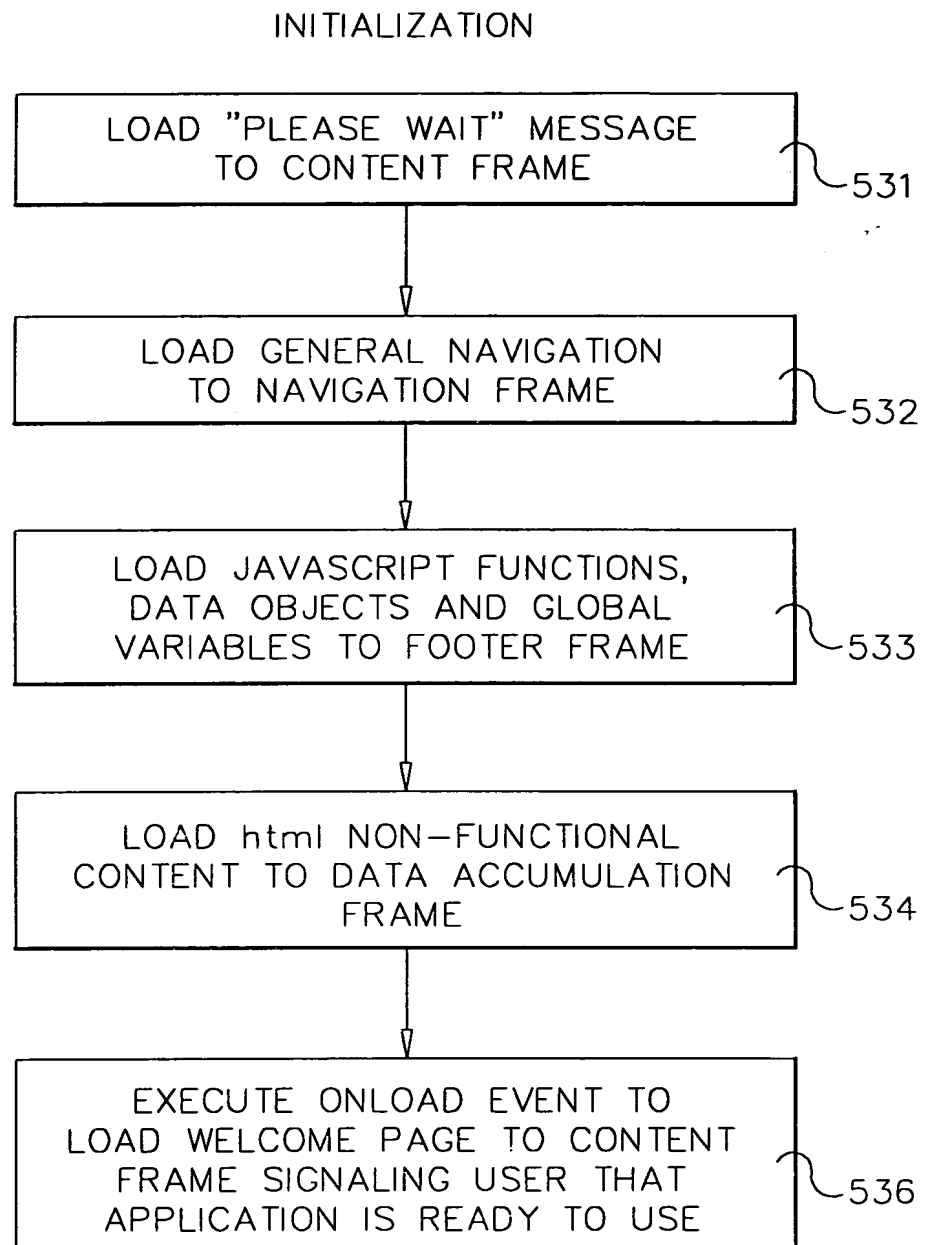 INITIALIZATION
LOAD "PLEASE WAIT" MESSAGE
TO CONTENT FRAME
531
LOAD GENERAL NAVIGATION
TO NAVIGATION FRAME
532
LOAD JAVASCRIPT FUNCTIONS,
DATA OBJECTS AND GLOBAL
VARIABLES TO FOOTER FRAME
533
LOAD html NON-FUNCTIONAL
CONTENT TO DATA ACCUMULATION
FRAME
534
EXECUTE ONLOAD EVENT TO
LOAD WELCOME PAGE TO CONTENT
FRAME SIGNALING USER THAT
APPLICATION IS READY TO USE
536